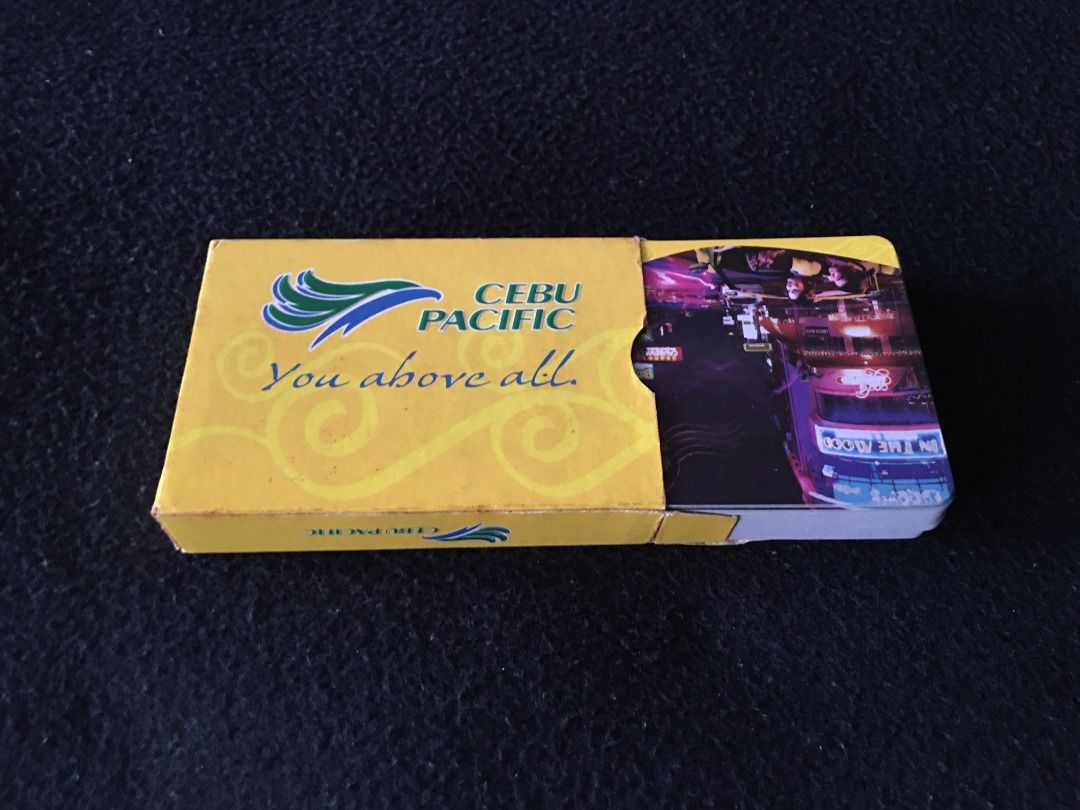 CEBU
PACIFIC
You above all.
CEBU PACIFIC
IN THE MOOD